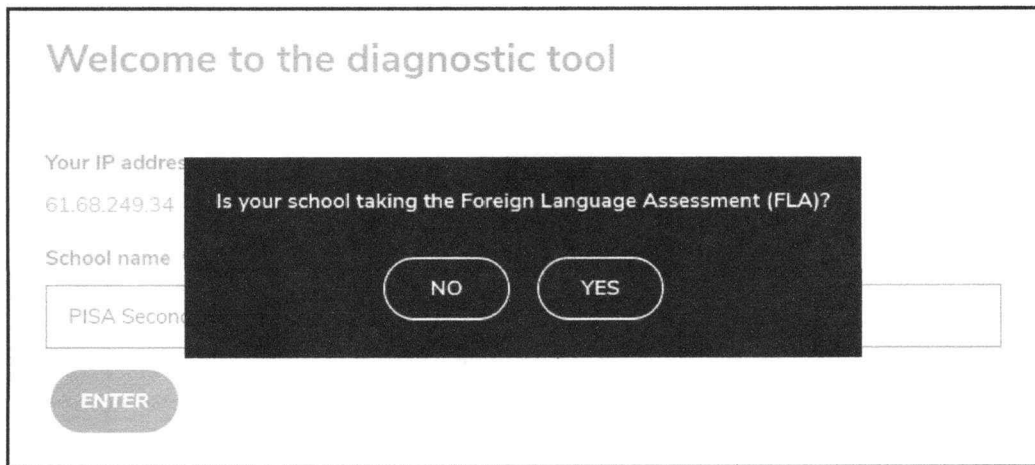 Welcome to the diagnostic tool
Your IP addres
61.68.249.34
Is your school taking the Foreign Language Assessment (FLA)?
School name
NO
YES
PISA Second
ENTER